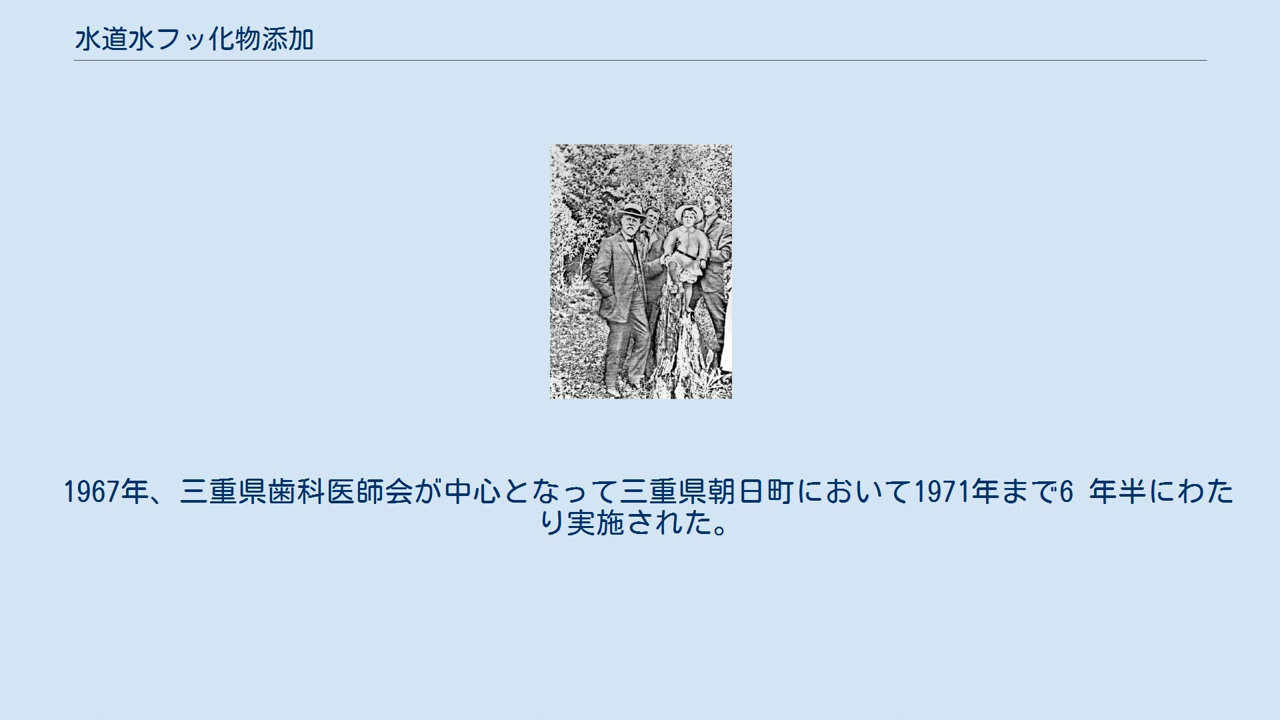 水道水フッ化物添加
1967年、三重県歯科医師会が中心となって三重県朝日町において1971年まで6 年半にわた
り実施された。